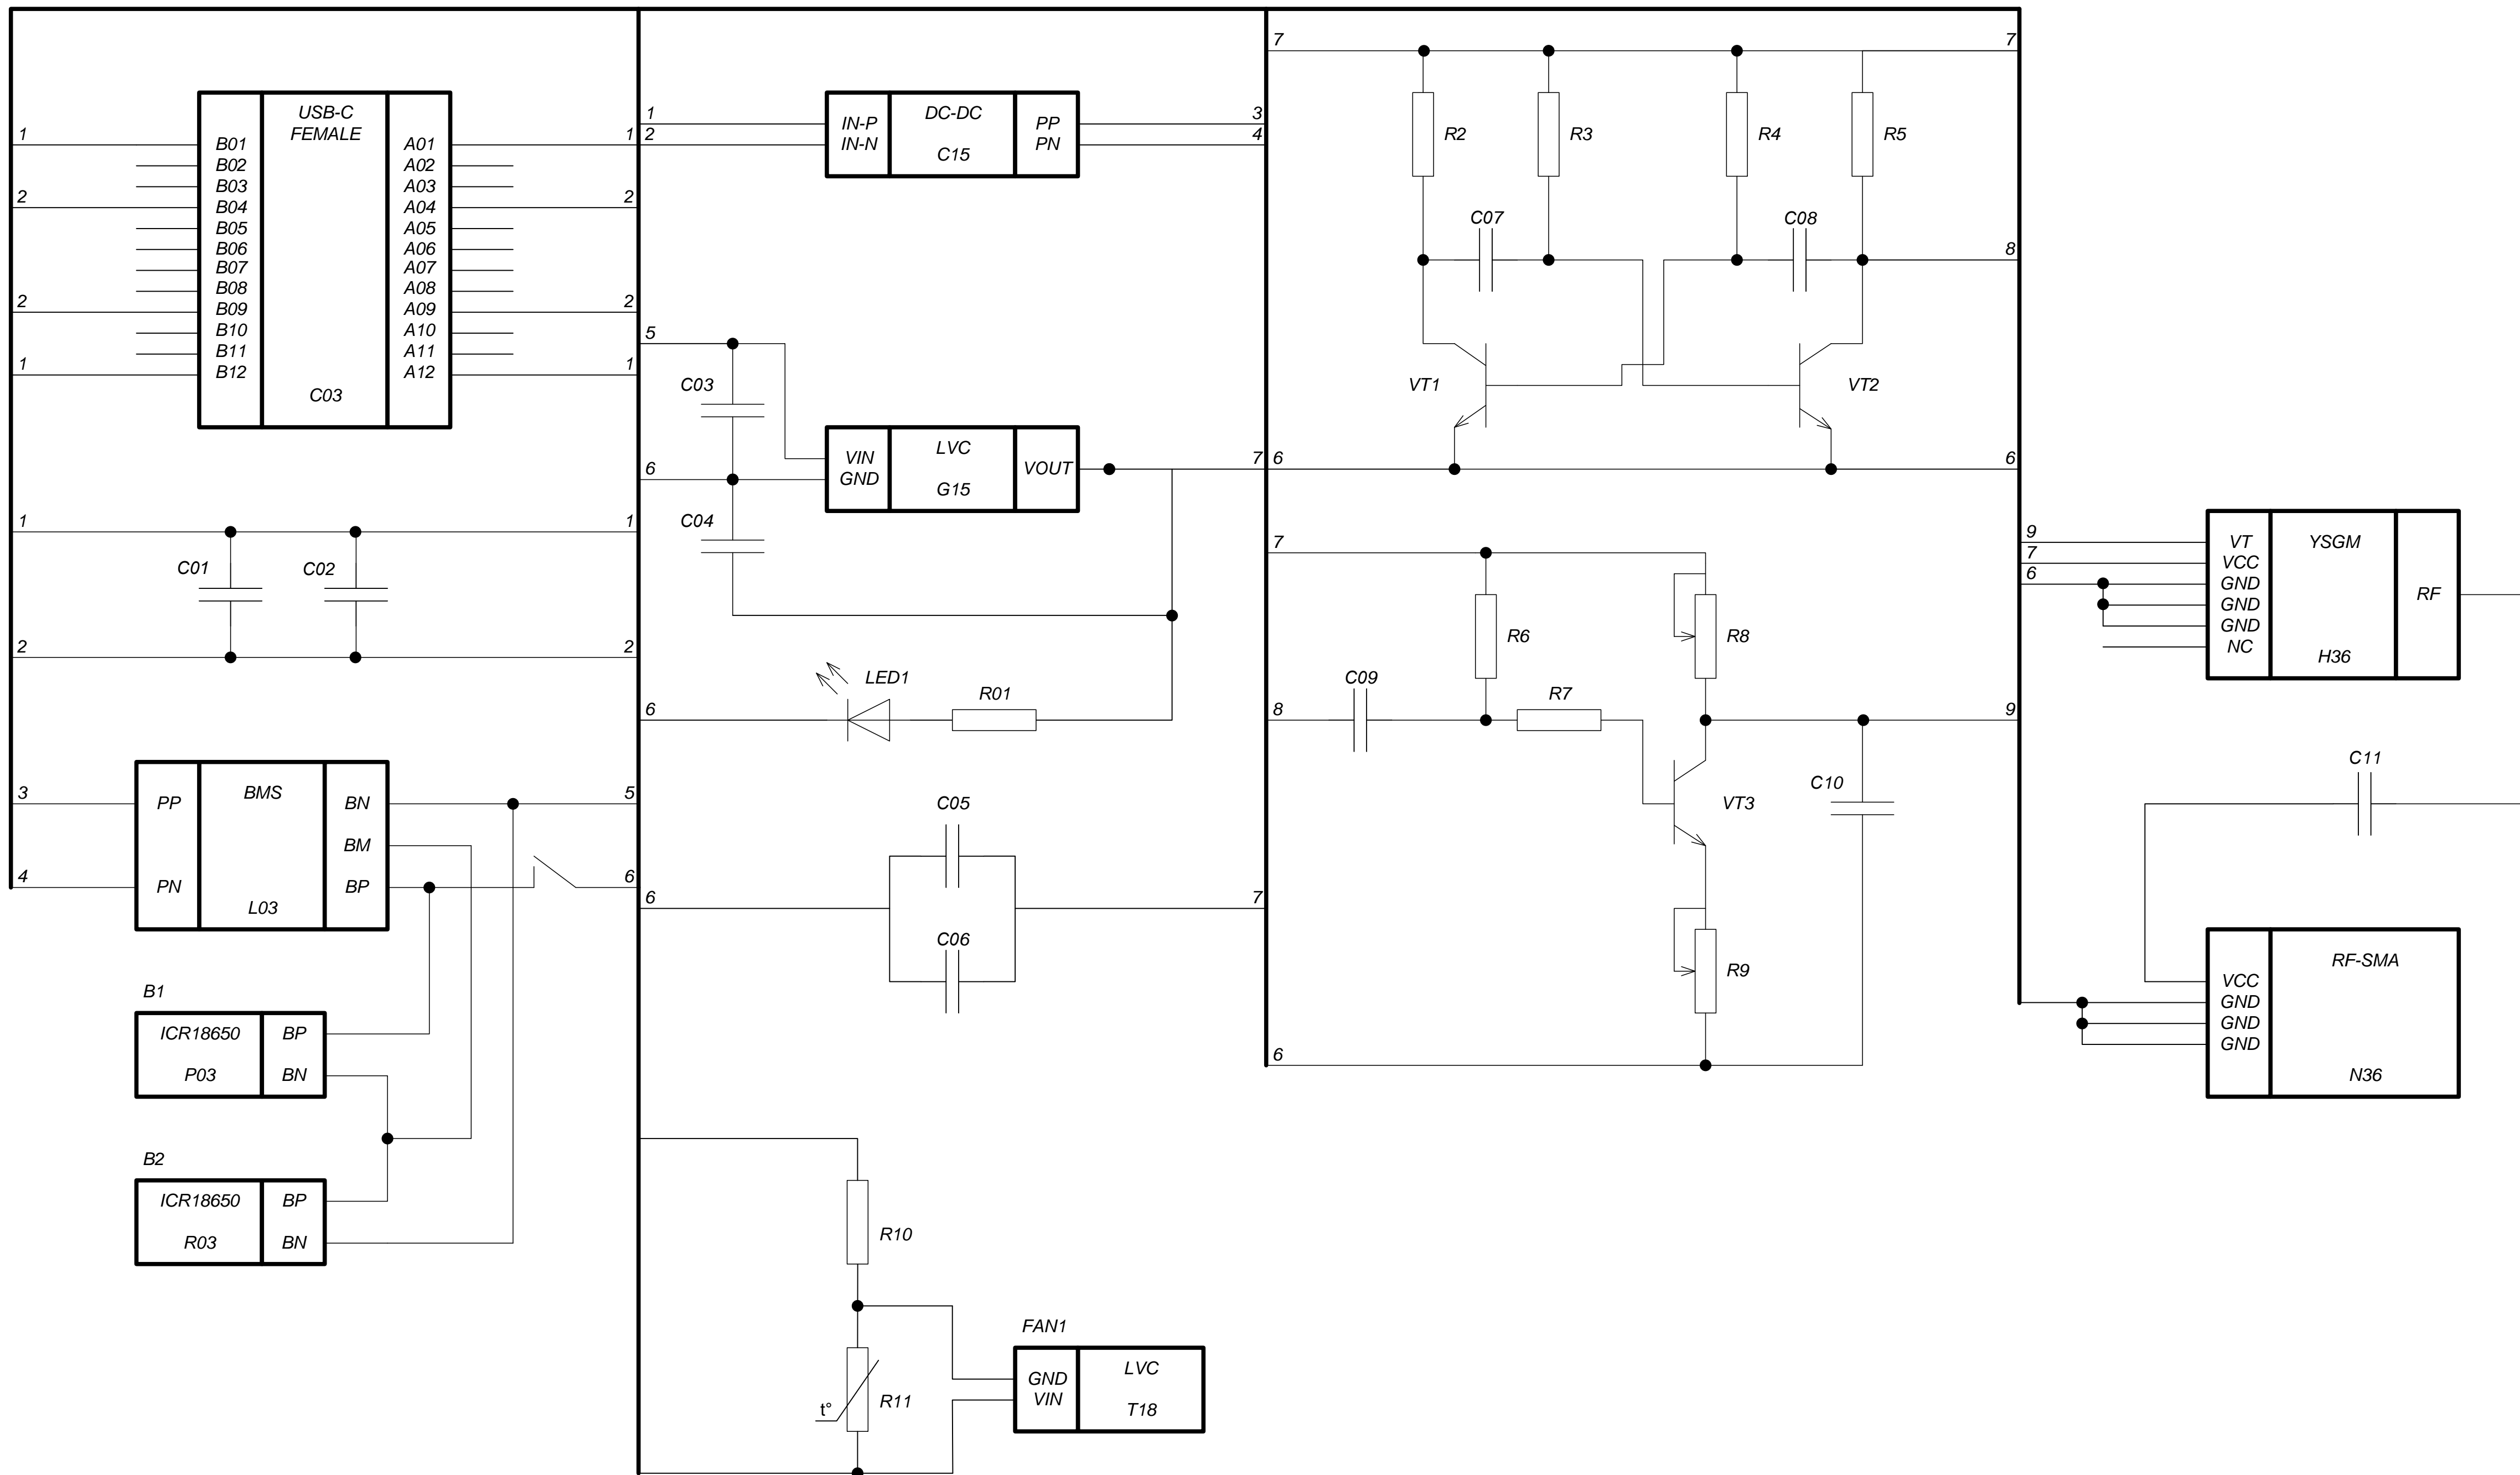 7
7
USB-C
FEMALE
1
B01
A01
1
B02
A02
B03
A03
2
B04
A04
2
B05
A05
B06
A06
B07
A07
B08
A08
2
B09
A09
2
B10
A10
B11
A11
1
B12
A12
1
C03
1
IN-P
DC-DC
PP
3
2
IN-N
PN
4
C15
R2
R3
R4
R5
C07
C08
8
5
C03
VT1
VT2
VIN
LVC
VOUT
7
6
6
6
GND
G15
C04
1
1
C01
C02
2
2
7
R6
R8
LED1
R01
6
C09
R7
8
9
9
VT
YSGM
7
VCC
6
GND
GND
RF
GND
NC
H36
3
PP
BMS
BN
5
BM
4
PN
BP
6
L03
C05
6
7
C06
VT3
C10
R9
6
C11
RF-SMA
VCC
GND
GND
GND
N36
B1
ICR18650
BP
P03
BN
B2
ICR18650
BP
R03
BN
R10
FAN1
GND
LVC
VIN
T18
R11
t°